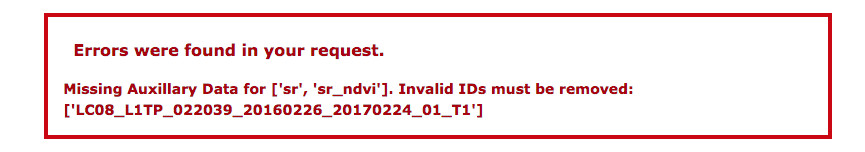 Errors were found in your request.
Missing Auxillary Data for ['sr', 'sr_ndvi']. Invalid IDs must be removed:
['LC08_L1TP_022039_20160226_20170224_01_T1']